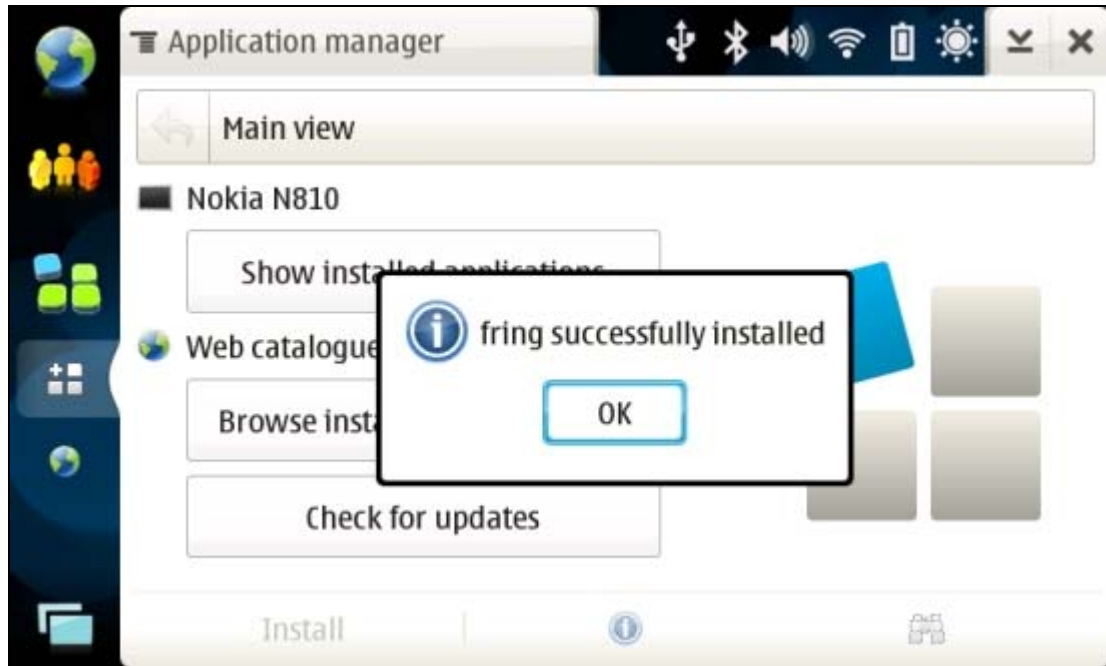 Application manager
Main view
Nokia N810
Show installed applications
Web catalogue
fring successfully installed
OK
Browse insta
Check for updates
Install